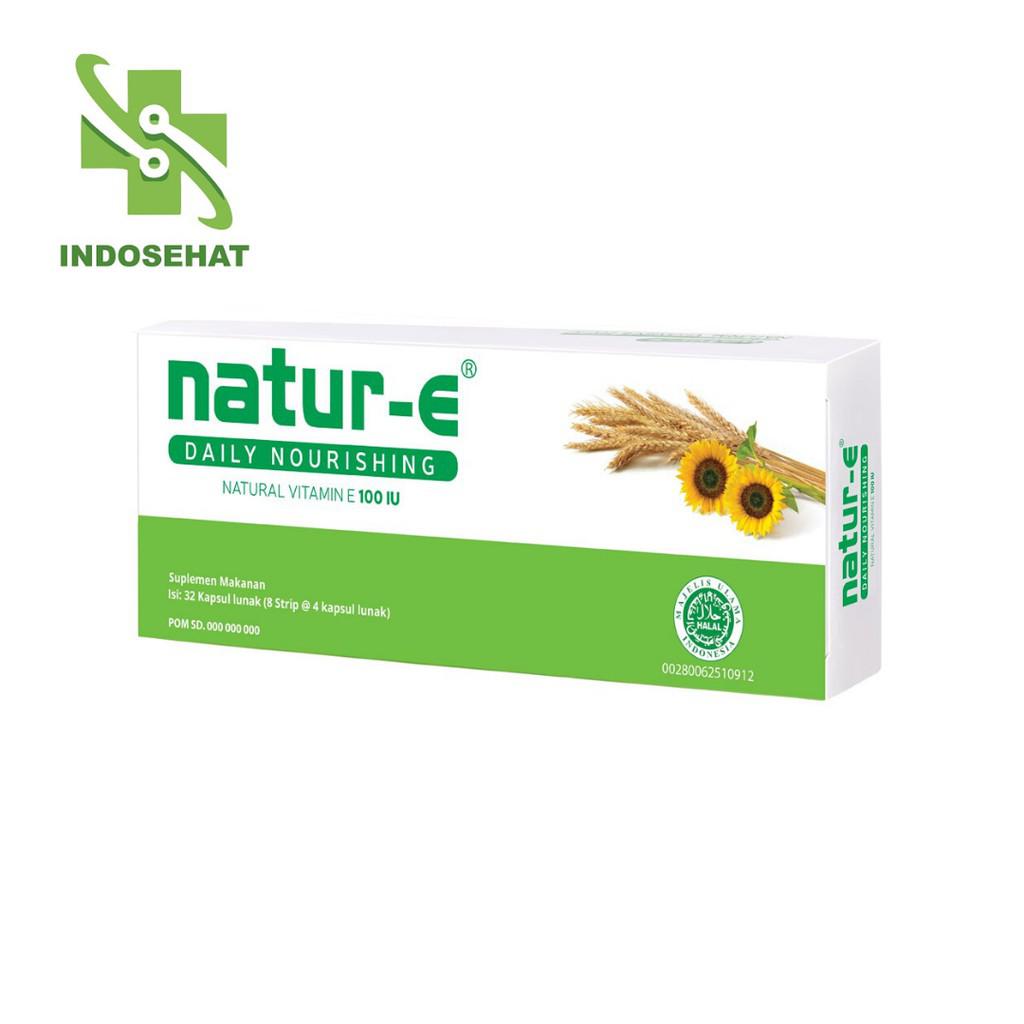 INDOSEHAT
natur-e®
DAILY NOURISHING
NATURAL VITAMIN E 100 IU
Suplemen Makanan
Isi: 32 Kapsul lunak (8 Strip @ 4 kapsul lunak)
POM SD. 000 000 000
MAJELIS ULAMA
حلال
HALAL
INDONESIA
00280062510912
natur-e®
DAILY NOURISHING
NATURAL VITAMIN E 100 IU